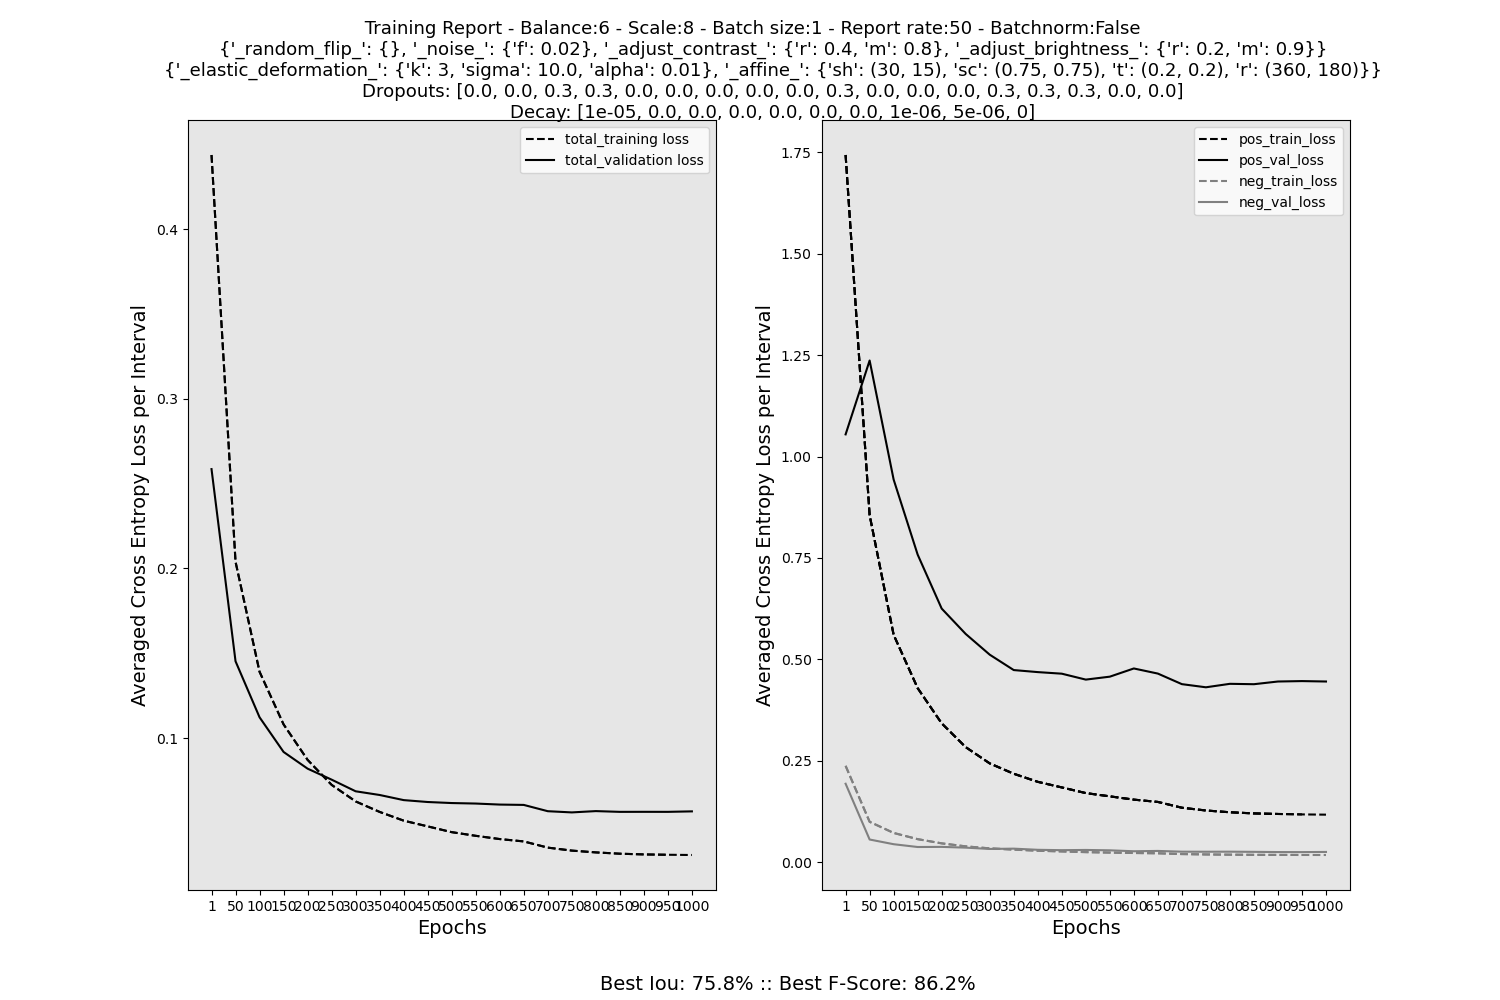 Training Report - Balance:6 - Scale:8 - Batch size:1 - Report rate:50 - Batchnorm:False
{'_random_flip_': {}, '_noise_': {'f': 0.02}, '_adjust_contrast_': {'r': 0.4, 'm': 0.8}, '_adjust_brightness_': {'r': 0.2, 'm': 0.9}}
{'_elastic_deformation_': {'k': 3, 'sigma': 10.0, 'alpha': 0.01}, '_affine_': {'sh': (30, 15), 'sc': (0.75, 0.75), 't': (0.2, 0.2), 'r': (360, 180)}}
Dropouts: [0.0, 0.0, 0.3, 0.3, 0.0, 0.0, 0.0, 0.0, 0.0, 0.3, 0.0, 0.0, 0.0, 0.3, 0.3, 0.3, 0.0, 0.0]
Decay: [1e-05, 0.0, 0.0, 0.0, 0.0, 0.0, 0.0, 1e-06, 5e-06, 0]
total_training loss
total_validation loss
0.4
0.3
0.2
0.1
Averaged Cross Entropy Loss per Interval
1 50 100 150 200 250 300 350 400 450 500 550 600 650 700 750 800 850 900 950 1000
Epochs
pos_train_loss
pos_val_loss
neg_train_loss
neg_val_loss
1.75
1.50
1.25
1.00
0.75
0.50
0.25
0.00
Averaged Cross Entropy Loss per Interval
1 50 100 150 200 250 300 350 400 450 500 550 600 650 700 750 800 850 900 950 1000
Epochs
Best Iou: 75.8% :: Best F-Score: 86.2%